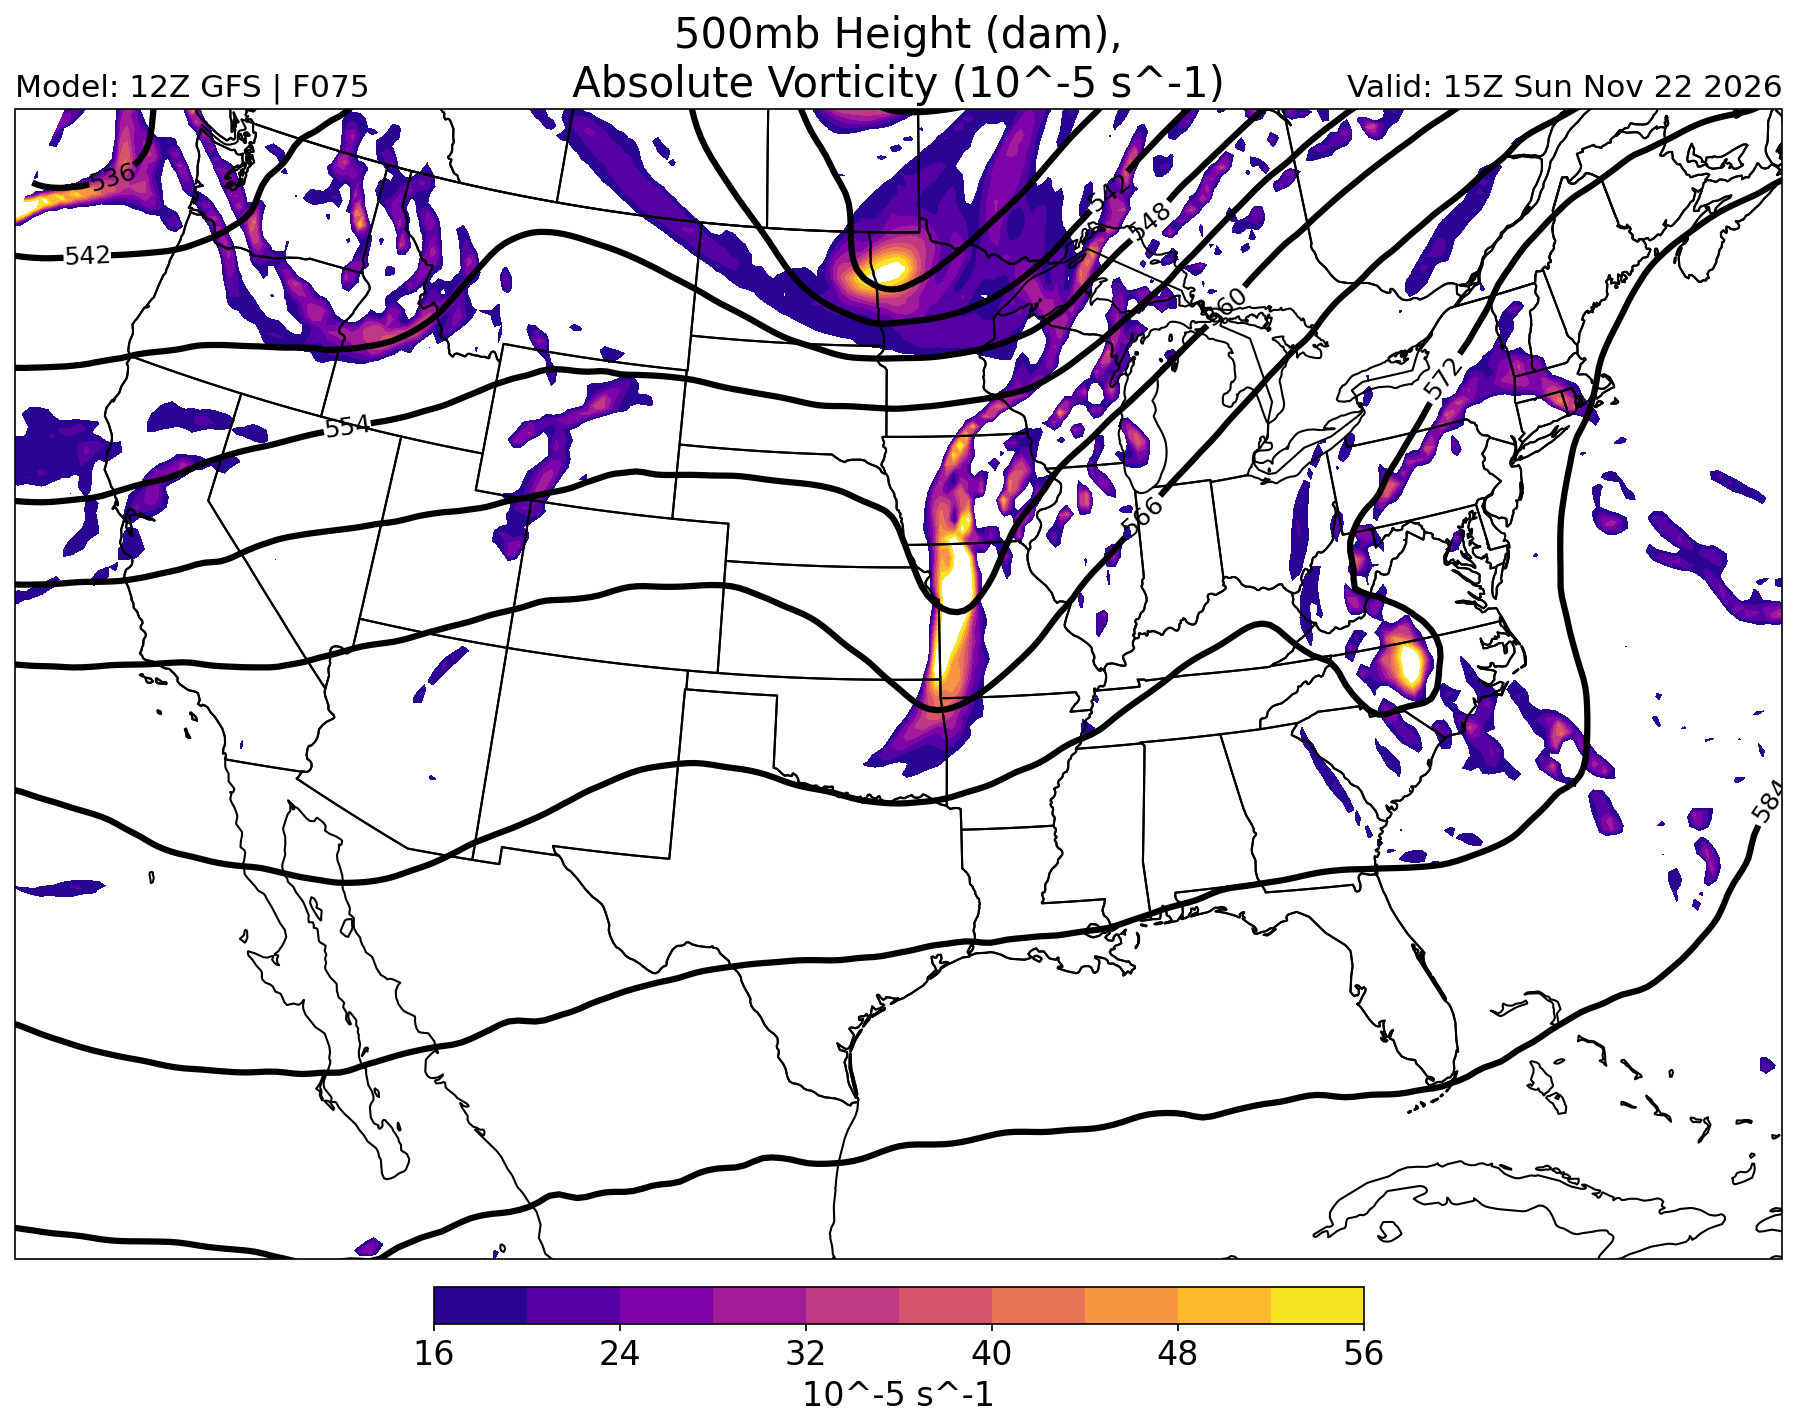 500mb Height (dam),
Absolute Vorticity (10^-5 s^-1)
Model: 12Z GFS | F075
Valid: 15Z Sun Nov 22 2026
536
542
542
548
554
560
566
572
584
16 24 32 40 48 56
10^-5 s^-1